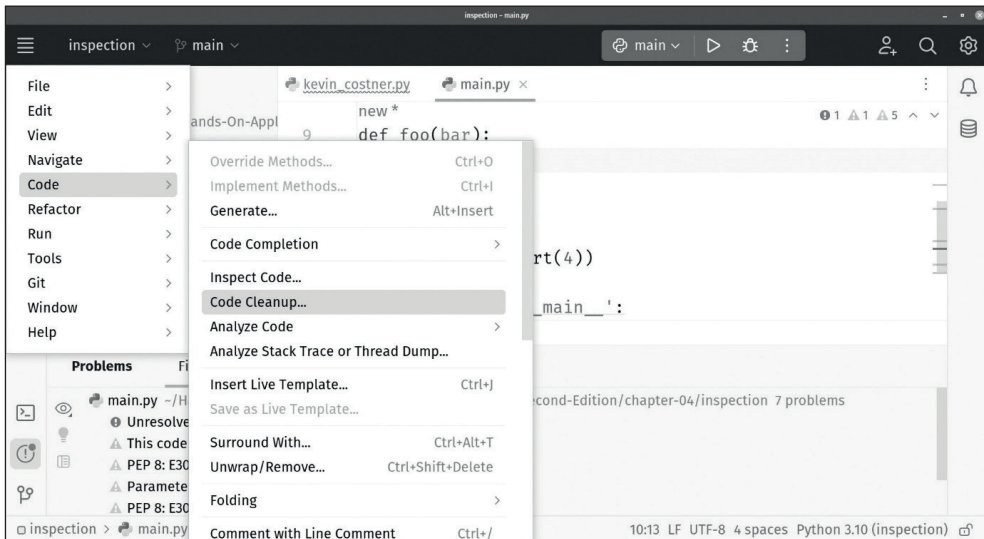 inspection – main.py
inspection
main
main
File
Edit
View
Navigate
Code
Refactor
Run
Tools
Git
Window
Help
ands-On-Appl
kevin_costner.py
main.py ×
new *
9 def foo(bar):
1 1 5
Override Methods... Ctrl+O
Implement Methods... Ctrl+I
Generate... Alt+Insert
Code Completion
Inspect Code...
Code Cleanup...
Analyze Code
Analyze Stack Trace or Thread Dump...
Insert Live Template... Ctrl+J
Save as Live Template...
Surround With... Ctrl+Alt+T
Unwrap/Remove... Ctrl+Shift+Delete
Folding
Comment with Line Comment Ctrl+/
rt(4))
_main__':
Problems Fi
main.py ~/H
econd-Edition/chapter-04/inspection 7 problems
Unresolve
This code
PEP 8: E30
Paramete
PEP 8: E30
inspection > main.py
10:13 LF UTF-8 4 spaces Python 3.10 (inspection)